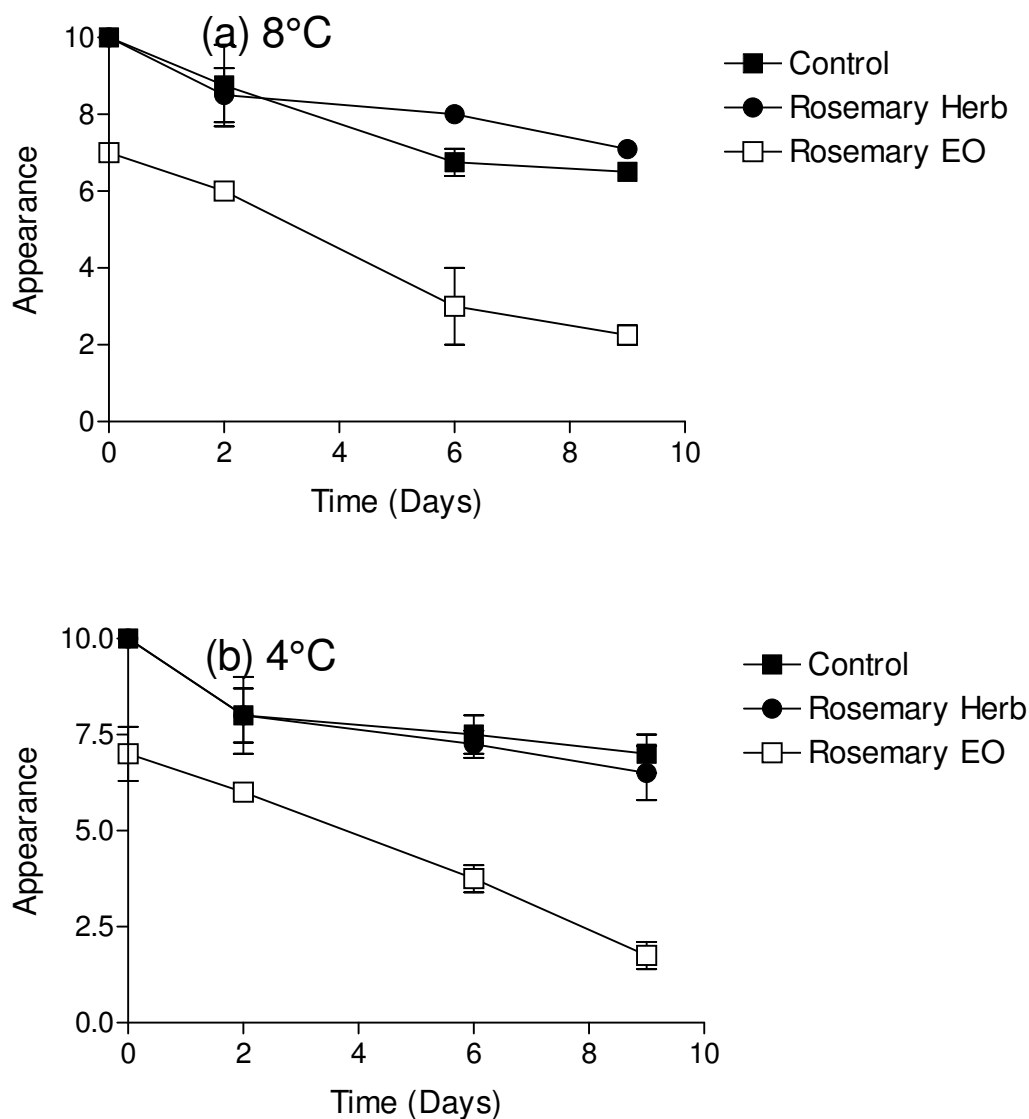 (a) 8°C
10
8
6
4
2
0
Appearance
0 2 4 6 8 10
Time (Days)
Control
Rosemary Herb
Rosemary EO
(b) 4°C
10.0
7.5
5.0
2.5
0.0
Appearance
0 2 4 6 8 10
Time (Days)
Control
Rosemary Herb
Rosemary EO